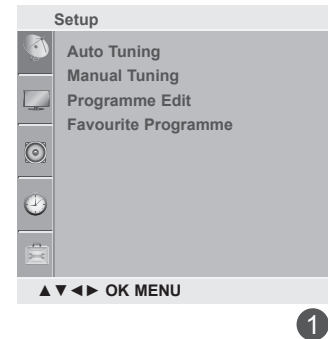 Setup
Auto Tuning
Manual Tuning
Programme Edit
Favourite Programme
▲▼◄► OK MENU
1